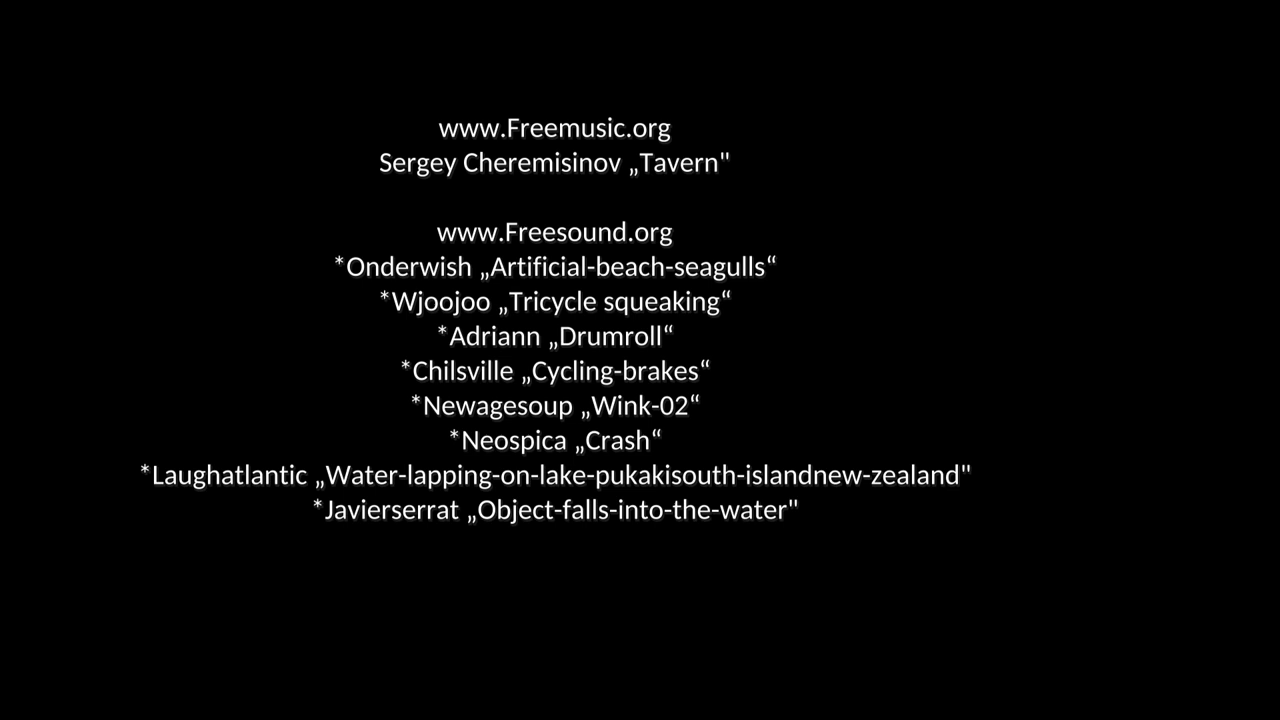 www.Freemusic.org
Sergey Cheremisinov „Tavern"
www.Freesound.org
*Onderwish „Artificial-beach-seagulls“
*Wjoojoo „Tricycle squeaking“
*Adriann „Drumroll“
*Chilsville „Cycling-brakes“
*Newagesoup „Wink-02“
*Neospica „Crash“
*Laughatlantic „Water-lapping-on-lake-pukakisouth-islandnew-zealand"
*Javierserrat „Object-falls-into-the-water"